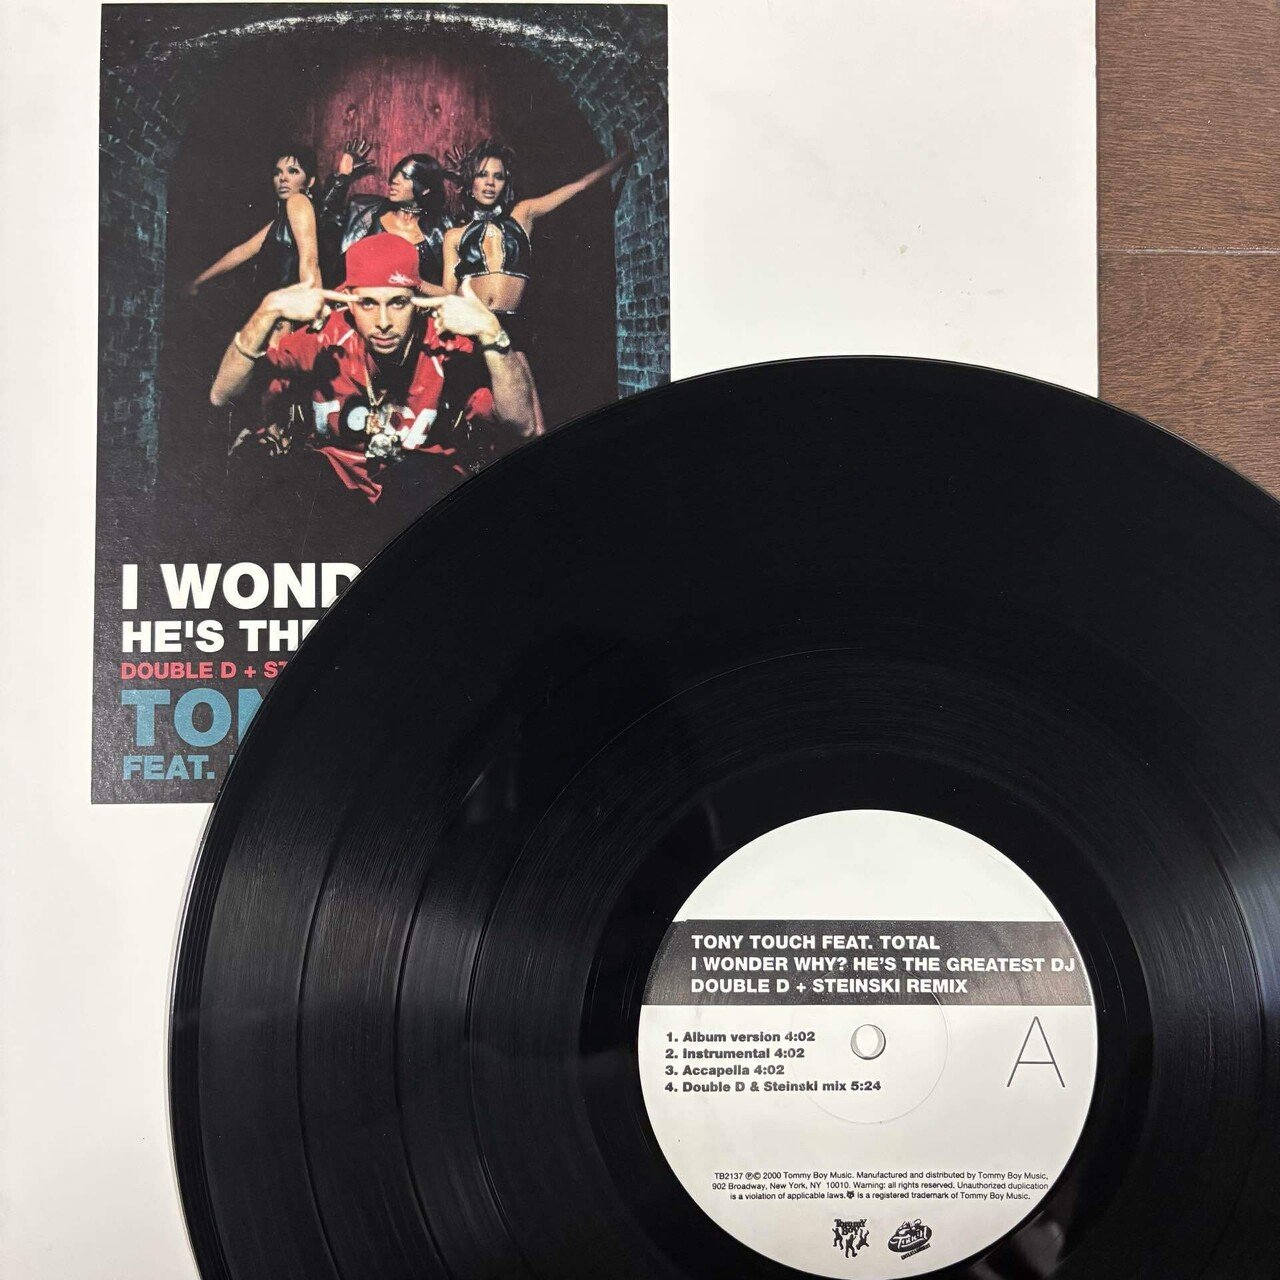 TOCA
I WOND
HE'S THE
DOUBLE D + ST
TON
FEAT.
TONY TOUCH FEAT. TOTAL
I WONDER WHY? HE'S THE GREATEST DJ
DOUBLE D + STEINSKI REMIX
1. Album version 4:02
2. Instrumental 4:02
3. Accapella 4:02
4. Double D & Steinski mix 5:24
A
TB2137 ℗© 2000 Tommy Boy Music. Manufactured and distributed by Tommy Boy Music,
902 Broadway, New York, NY 10010. Warning: all rights reserved. Unauthorized duplication
is a violation of applicable laws. is a registered trademark of Tommy Boy Music.
Tommy
Boy